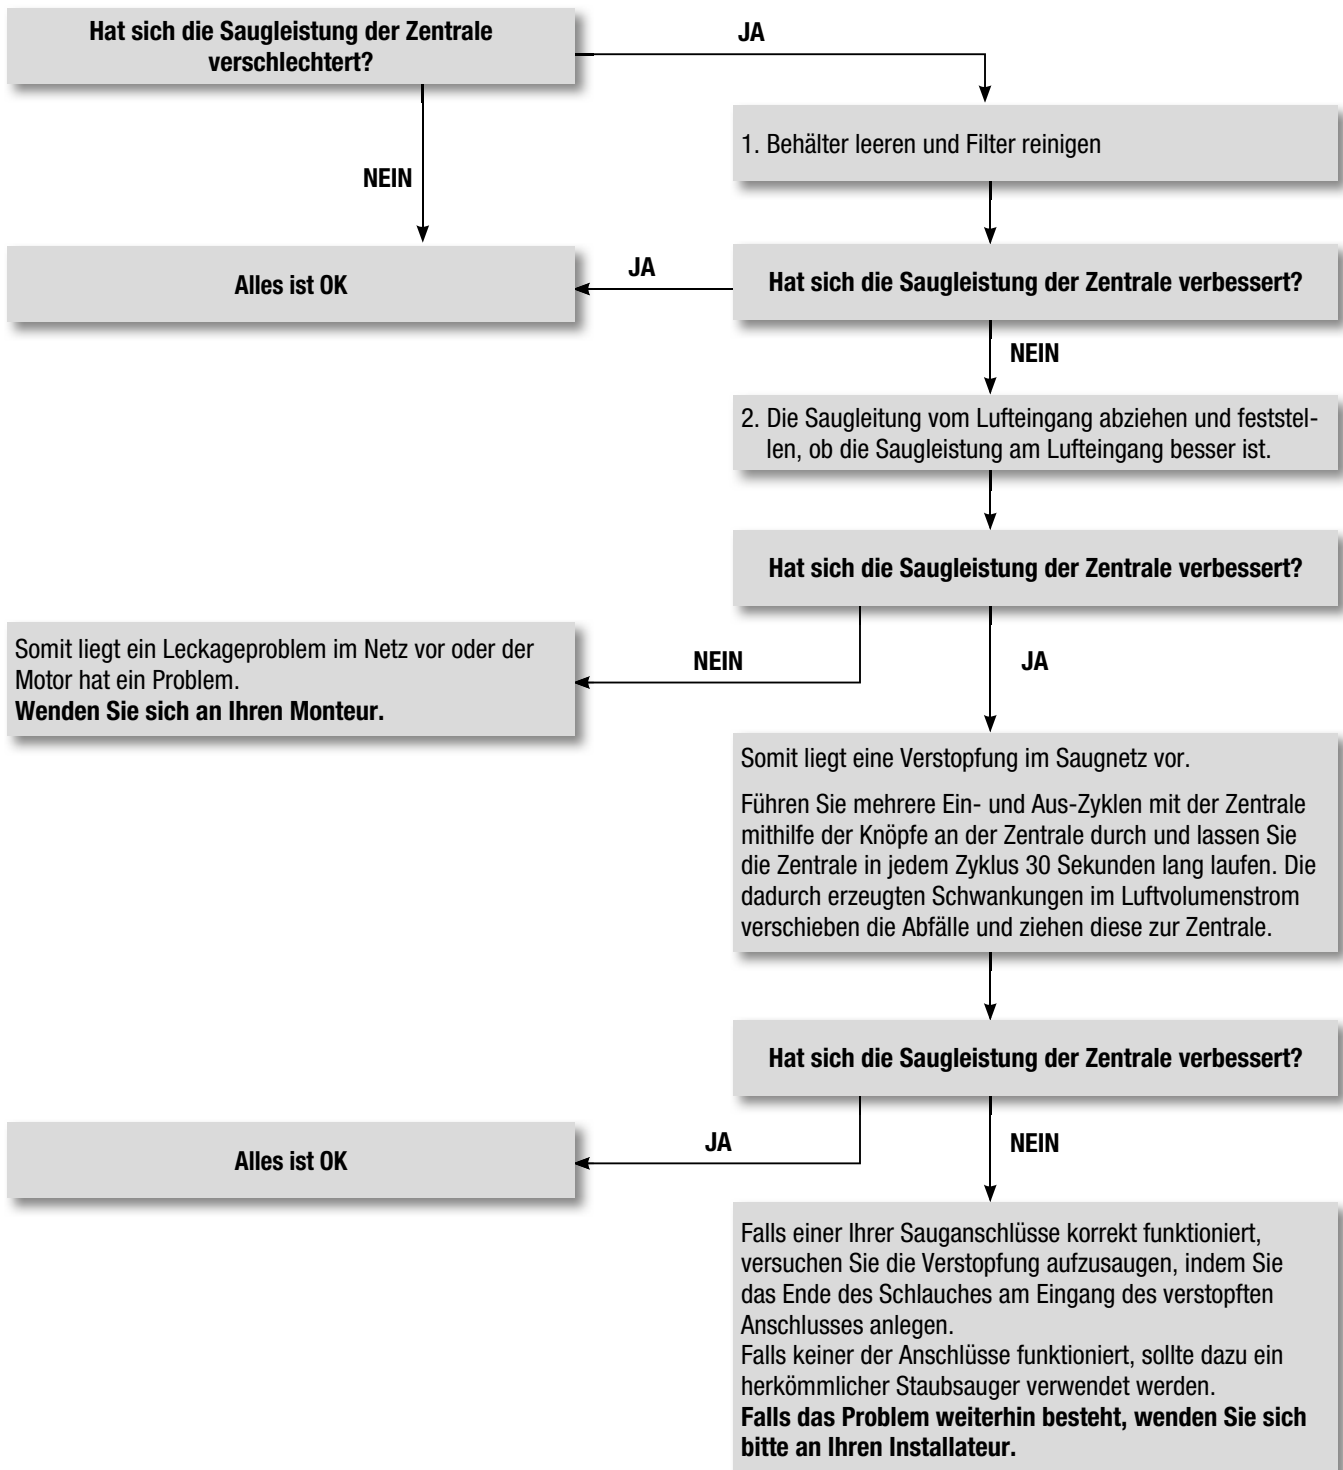 Hat sich die Saugleistung der Zentrale
verschlechtert?
JA
1. Behälter leeren und Filter reinigen
NEIN
Alles ist OK
JA
Hat sich die Saugleistung der Zentrale verbessert?
NEIN
2. Die Saugleitung vom Lufteingang abziehen und feststel-
len, ob die Saugleistung am Lufteingang besser ist.
Hat sich die Saugleistung der Zentrale verbessert?
Somit liegt ein Leckageproblem im Netz vor oder der
Motor hat ein Problem.
Wenden Sie sich an Ihren Monteur.
NEIN
JA
Somit liegt eine Verstopfung im Saugnetz vor.
Führen Sie mehrere Ein- und Aus-Zyklen mit der Zentrale
mithilfe der Knöpfe an der Zentrale durch und lassen Sie
die Zentrale in jedem Zyklus 30 Sekunden lang laufen. Die
dadurch erzeugten Schwankungen im Luftvolumenstrom
verschieben die Abfälle und ziehen diese zur Zentrale.
Hat sich die Saugleistung der Zentrale verbessert?
Alles ist OK
JA
NEIN
Falls einer Ihrer Sauganschlüsse korrekt funktioniert,
versuchen Sie die Verstopfung aufzusaugen, indem Sie
das Ende des Schlauches am Eingang des verstopften
Anschlusses anlegen.
Falls keiner der Anschlüsse funktioniert, sollte dazu ein
herkömmlicher Staubsauger verwendet werden.
Falls das Problem weiterhin besteht, wenden Sie sich
bitte an Ihren Installateur.